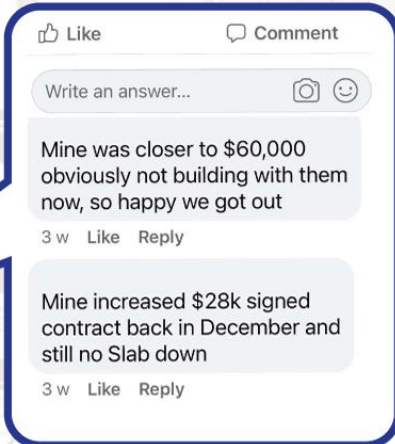 Like Comment
Write an answer...
Mine was closer to $60,000
obviously not building with them
now, so happy we got out
3 w Like Reply
Mine increased $28k signed
contract back in December and
still no Slab down
3 w Like Reply